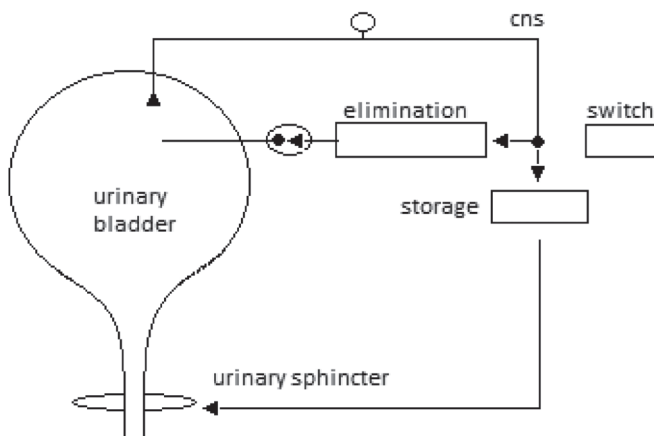 cns
elimination
switch
urinary
bladder
storage
urinary sphincter